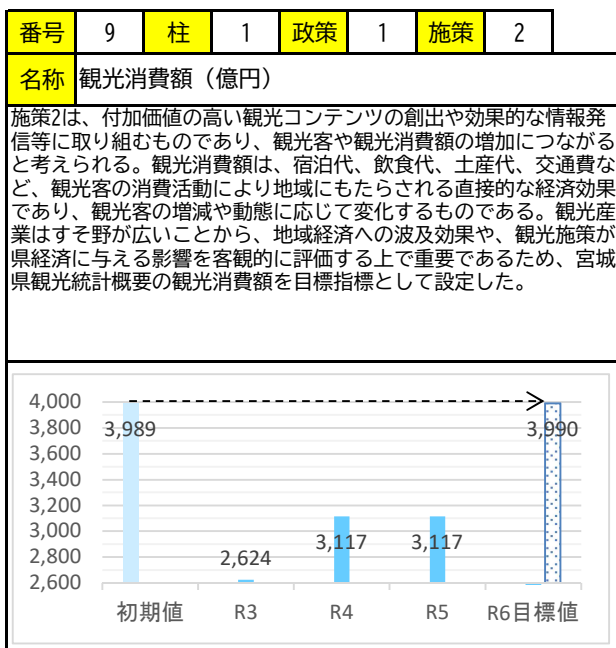 番号 9 柱 1 政策 1 施策 2
名称 観光消費額（億円）
施策2は、付加価値の高い観光コンテンツの創出や効果的な情報発
信等に取り組むものであり、観光客や観光消費額の増加につながる
と考えられる。観光消費額は、宿泊代、飲食代、土産代、交通費な
ど、観光客の消費活動により地域にもたらされる直接的な経済効果
であり、観光客の増減や動態に応じて変化するものである。観光産
業はすそ野が広いことから、地域経済への波及効果や、観光施策が
県経済に与える影響を客観的に評価する上で重要であるため、宮城
県観光統計概要の観光消費額を目標指標として設定した。
4,000
3,800
3,600
3,400
3,200
3,000
2,800
2,600
3,989
2,624
3,117
3,117
3,990
初期値 R3 R4 R5 R6目標値